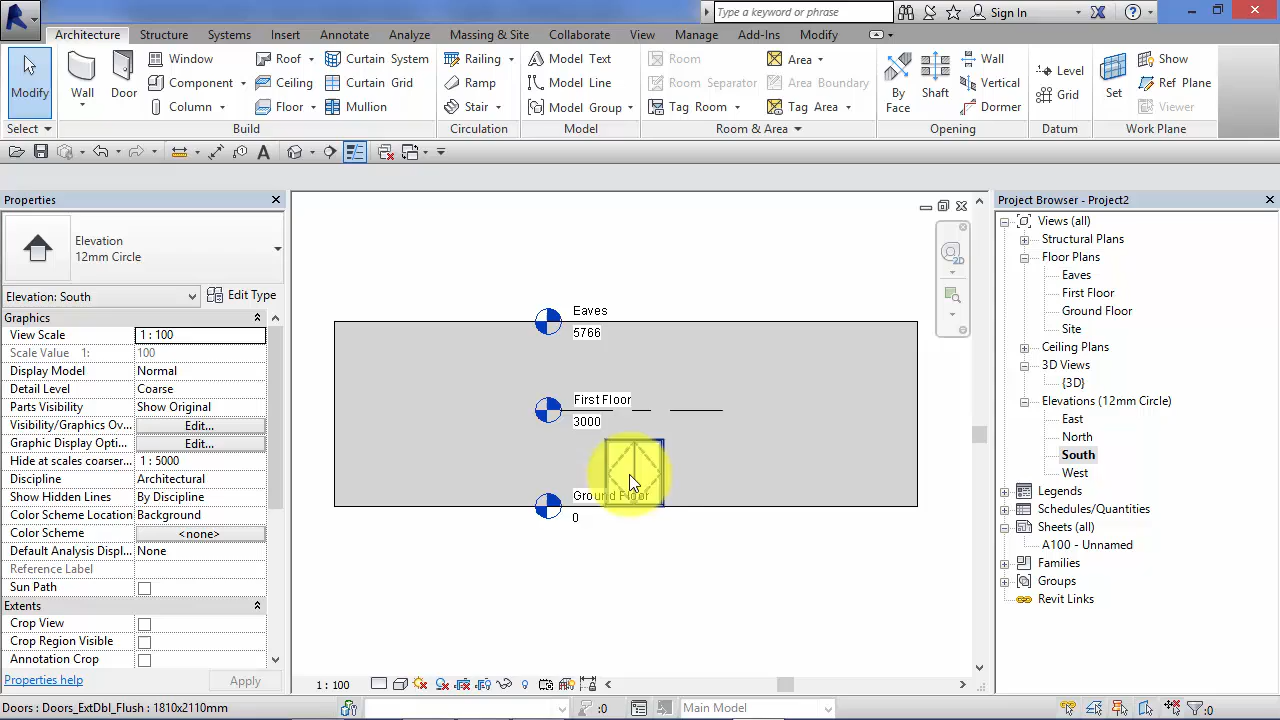 Type a keyword or phrase
Sign In
Architecture Structure Systems Insert Annotate Analyze Massing & Site Collaborate View Manage Add-Ins Modify
Modify
Wall
Door
Window
Component
Column
Roof
Ceiling
Floor
Curtain System
Curtain Grid
Mullion
Railing
Ramp
Stair
Model Text
Model Line
Model Group
Room
Room Separator
Tag Room
Area
Area Boundary
Tag Area
By
Face
Shaft
Wall
Vertical
Dormer
Level
Grid
Set
Show
Ref Plane
Viewer
Select Build Circulation Model Room & Area Opening Datum Work Plane
Properties
Elevation
12mm Circle
Elevation: South
Edit Type
Graphics
View Scale 1 : 100
Scale Value 1: 100
Display Model Normal
Detail Level Coarse
Parts Visibility Show Original
Visibility/Graphics Ov... Edit...
Graphic Display Opti... Edit...
Hide at scales coarser... 1 : 5000
Discipline Architectural
Show Hidden Lines By Discipline
Color Scheme Location Background
Color Scheme <none>
Default Analysis Displ... None
Reference Label
Sun Path
Extents
Crop View
Crop Region Visible
Annotation Crop
Properties help
Apply
2D
Eaves
5766
First Floor
3000
Ground Floor
0
1 : 100
Project Browser - Project2
Views (all)
Structural Plans
Floor Plans
Eaves
First Floor
Ground Floor
Site
Ceiling Plans
3D Views
{3D}
Elevations (12mm Circle)
East
North
South
West
Legends
Schedules/Quantities
Sheets (all)
A100 - Unnamed
Families
Groups
Revit Links
Doors : Doors_ExtDbl_Flush : 1810x2110mm
:0
Main Model
:0